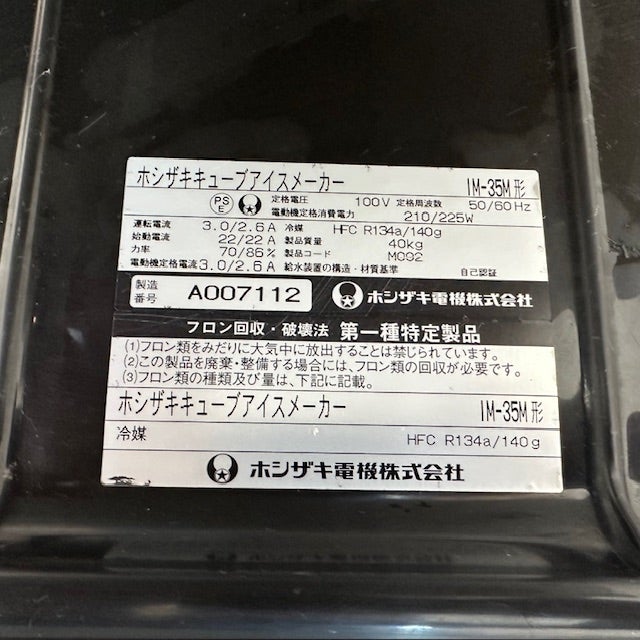 ホシザキキューブアイスメーカー IM-35M形
PSE 定格電圧 100V 定格周波数 50/60Hz
電動機定格消費電力 210/225W
運転電流 3.0/2.6A 冷媒 HFC R134a/140g
始動電流 22/22A 製品質量 40kg
力率 70/86% 製品コード M092
電動機定格電流 3.0/2.6A 給水装置の構造・材質基準 自己認証
製造番号 A007112 ホシザキ電機株式会社
フロン回収・破壊法 第一種特定製品
(1)フロン類をみだりに大気中に放出することは禁じられています。
(2)この製品を廃棄・整備する場合には、フロン類の回収が必要です。
(3)フロン類の種類及び量は、下記に記載。
ホシザキキューブアイスメーカー IM-35M形
冷媒 HFC R134a/140g
ホシザキ電機株式会社